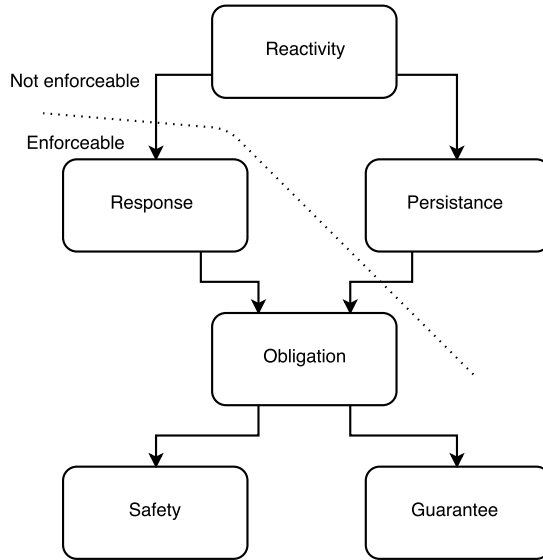 Reactivity
Not enforceable
Enforceable
Response
Persistance
Obligation
Safety
Guarantee